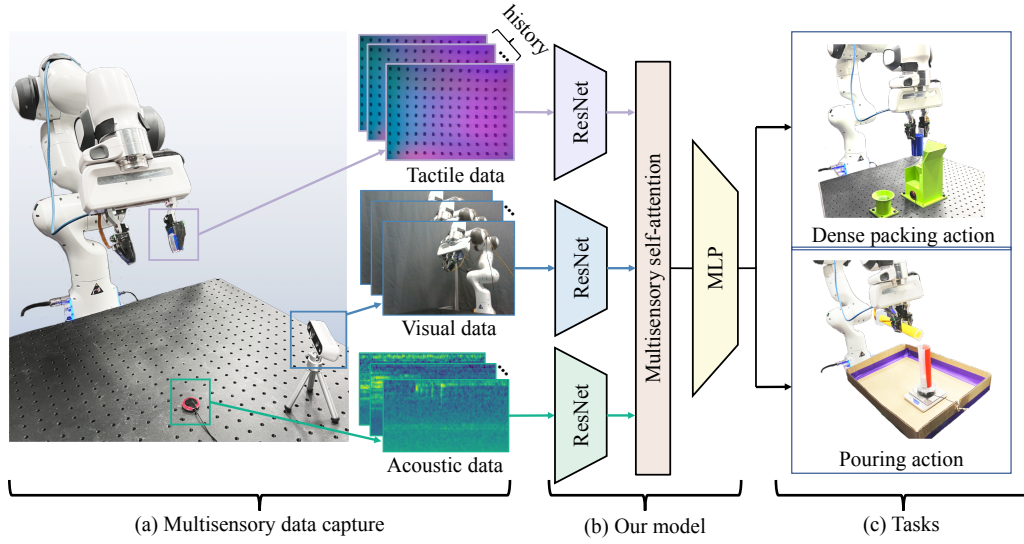 history
Tactile data
Visual data
Acoustic data
ResNet
ResNet
ResNet
Multisensory self-attention
MLP
Dense packing action
Pouring action
(a) Multisensory data capture
(b) Our model
(c) Tasks